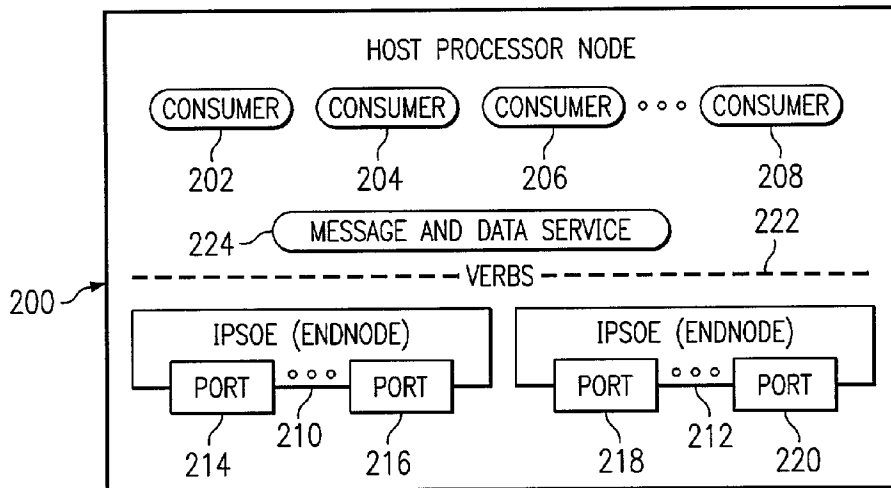 HOST PROCESSOR NODE
CONSUMER CONSUMER CONSUMER CONSUMER
202 204 206 208
224 MESSAGE AND DATA SERVICE 222
VERBS
200
IPSOE (ENDNODE) IPSOE (ENDNODE)
PORT PORT PORT PORT
214 210 216 218 212 220